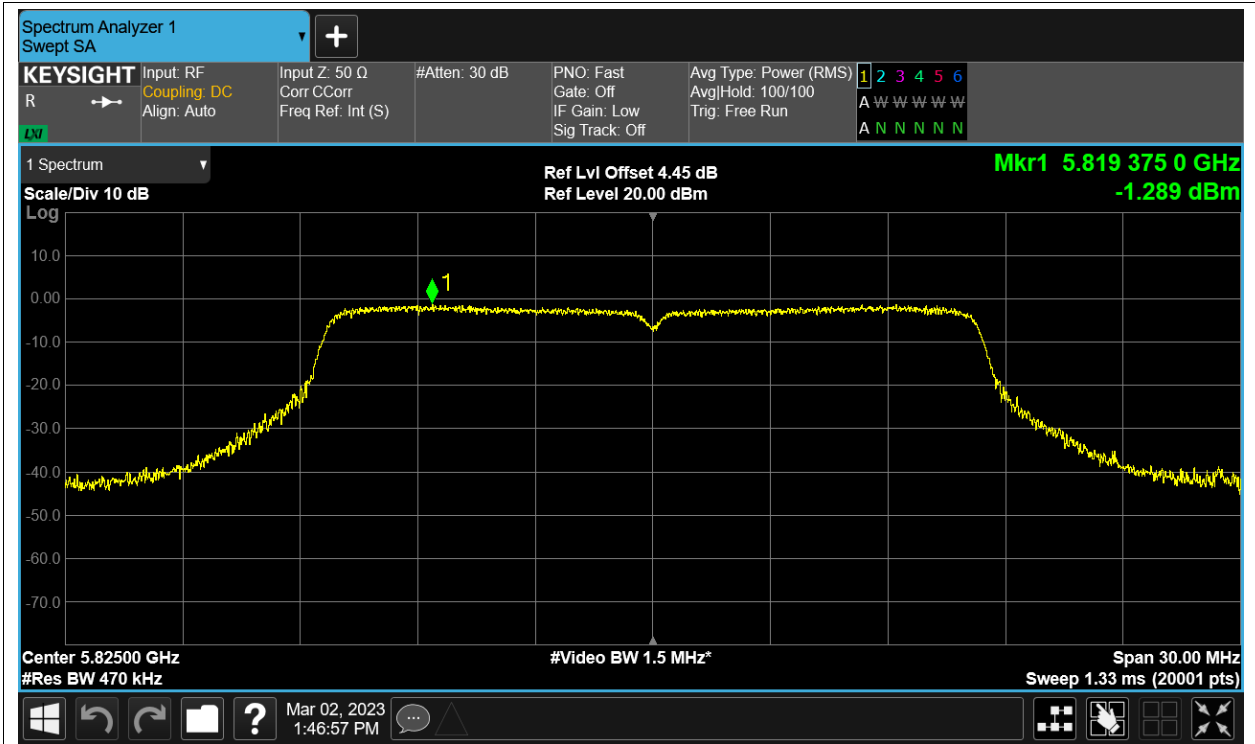 Spectrum Analyzer 1
Swept SA
KEYSIGHT
R
LXI
Input: RF
Coupling: DC
Align: Auto
Input Z: 50 Ω
Corr CCorr
Freq Ref: Int (S)
#Atten: 30 dB
PNO: Fast
Gate: Off
IF Gain: Low
Sig Track: Off
Avg Type: Power (RMS)
Avg|Hold: 100/100
Trig: Free Run
1 2 3 4 5 6
A W W W W W
A N N N N N
1 Spectrum
Scale/Div 10 dB
Ref Lvl Offset 4.45 dB
Ref Level 20.00 dBm
Mkr1 5.819 375 0 GHz
-1.289 dBm
Log
10.0
0.00
-10.0
-20.0
-30.0
-40.0
-50.0
-60.0
-70.0
1
Center 5.82500 GHz
#Res BW 470 kHz
#Video BW 1.5 MHz*
Span 30.00 MHz
Sweep 1.33 ms (20001 pts)
?
Mar 02, 2023
1:46:57 PM